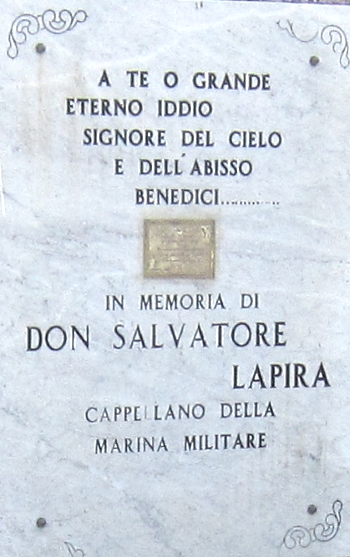 A TE O GRANDE
ETERNO IDDIO
SIGNORE DEL CIELO
E DELL'ABISSO
BENEDICI............
IN MEMORIA DI
DON SALVATORE
LAPIRA
CAPPELLANO DELLA
MARINA MILITARE